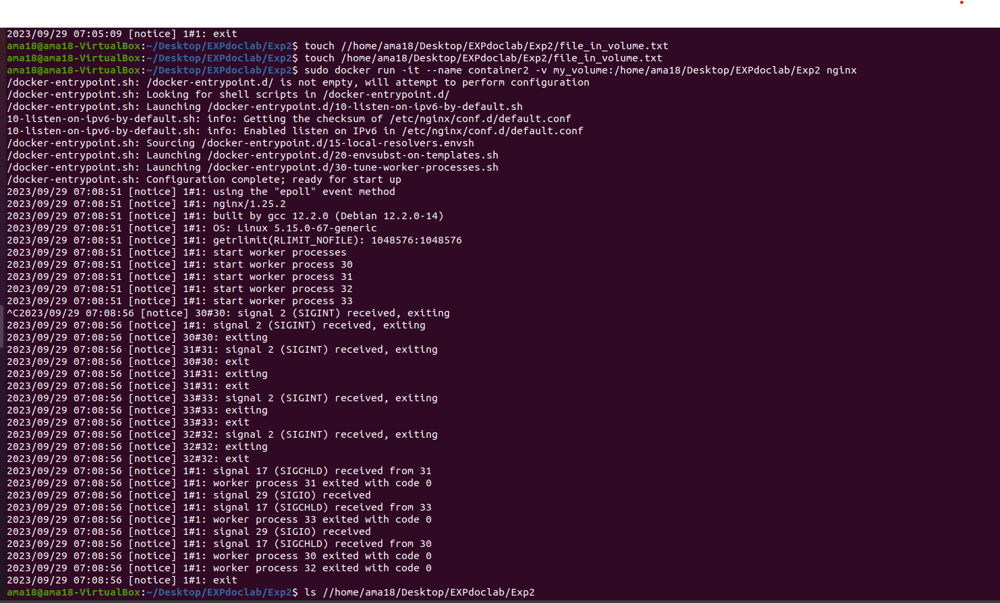 2023/09/29 07:05:09 [notice] 1#1: exit
ama18@ama18-VirtualBox:~/Desktop/EXPdoclab/Exp2$ touch //home/ama18/Desktop/EXPdoclab/Exp2/file_in_volume.txt
ama18@ama18-VirtualBox:~/Desktop/EXPdoclab/Exp2$ touch /home/ama18/Desktop/EXPdoclab/Exp2/file_in_volume.txt
ama18@ama18-VirtualBox:~/Desktop/EXPdoclab/Exp2$ sudo docker run -it --name container2 -v my_volume:/home/ama18/Desktop/EXPdoclab/Exp2 nginx
/docker-entrypoint.sh: /docker-entrypoint.d/ is not empty, will attempt to perform configuration
/docker-entrypoint.sh: Looking for shell scripts in /docker-entrypoint.d/
/docker-entrypoint.sh: Launching /docker-entrypoint.d/10-listen-on-ipv6-by-default.sh
10-listen-on-ipv6-by-default.sh: info: Getting the checksum of /etc/nginx/conf.d/default.conf
10-listen-on-ipv6-by-default.sh: info: Enabled listen on IPv6 in /etc/nginx/conf.d/default.conf
/docker-entrypoint.sh: Sourcing /docker-entrypoint.d/15-local-resolvers.envsh
/docker-entrypoint.sh: Launching /docker-entrypoint.d/20-envsubst-on-templates.sh
/docker-entrypoint.sh: Launching /docker-entrypoint.d/30-tune-worker-processes.sh
/docker-entrypoint.sh: Configuration complete; ready for start up
2023/09/29 07:08:51 [notice] 1#1: using the "epoll" event method
2023/09/29 07:08:51 [notice] 1#1: nginx/1.25.2
2023/09/29 07:08:51 [notice] 1#1: built by gcc 12.2.0 (Debian 12.2.0-14)
2023/09/29 07:08:51 [notice] 1#1: OS: Linux 5.15.0-67-generic
2023/09/29 07:08:51 [notice] 1#1: getrlimit(RLIMIT_NOFILE): 1048576:1048576
2023/09/29 07:08:51 [notice] 1#1: start worker processes
2023/09/29 07:08:51 [notice] 1#1: start worker process 30
2023/09/29 07:08:51 [notice] 1#1: start worker process 31
2023/09/29 07:08:51 [notice] 1#1: start worker process 32
2023/09/29 07:08:51 [notice] 1#1: start worker process 33
^C2023/09/29 07:08:56 [notice] 30#30: signal 2 (SIGINT) received, exiting
2023/09/29 07:08:56 [notice] 1#1: signal 2 (SIGINT) received, exiting
2023/09/29 07:08:56 [notice] 30#30: exiting
2023/09/29 07:08:56 [notice] 31#31: signal 2 (SIGINT) received, exiting
2023/09/29 07:08:56 [notice] 30#30: exit
2023/09/29 07:08:56 [notice] 31#31: exiting
2023/09/29 07:08:56 [notice] 31#31: exit
2023/09/29 07:08:56 [notice] 33#33: signal 2 (SIGINT) received, exiting
2023/09/29 07:08:56 [notice] 33#33: exiting
2023/09/29 07:08:56 [notice] 33#33: exit
2023/09/29 07:08:56 [notice] 32#32: signal 2 (SIGINT) received, exiting
2023/09/29 07:08:56 [notice] 32#32: exiting
2023/09/29 07:08:56 [notice] 32#32: exit
2023/09/29 07:08:56 [notice] 1#1: signal 17 (SIGCHLD) received from 31
2023/09/29 07:08:56 [notice] 1#1: worker process 31 exited with code 0
2023/09/29 07:08:56 [notice] 1#1: signal 29 (SIGIO) received
2023/09/29 07:08:56 [notice] 1#1: signal 17 (SIGCHLD) received from 33
2023/09/29 07:08:56 [notice] 1#1: worker process 33 exited with code 0
2023/09/29 07:08:56 [notice] 1#1: signal 29 (SIGIO) received
2023/09/29 07:08:56 [notice] 1#1: signal 17 (SIGCHLD) received from 30
2023/09/29 07:08:56 [notice] 1#1: worker process 30 exited with code 0
2023/09/29 07:08:56 [notice] 1#1: worker process 32 exited with code 0
2023/09/29 07:08:56 [notice] 1#1: exit
ama18@ama18-VirtualBox:~/Desktop/EXPdoclab/Exp2$ ls //home/ama18/Desktop/EXPdoclab/Exp2